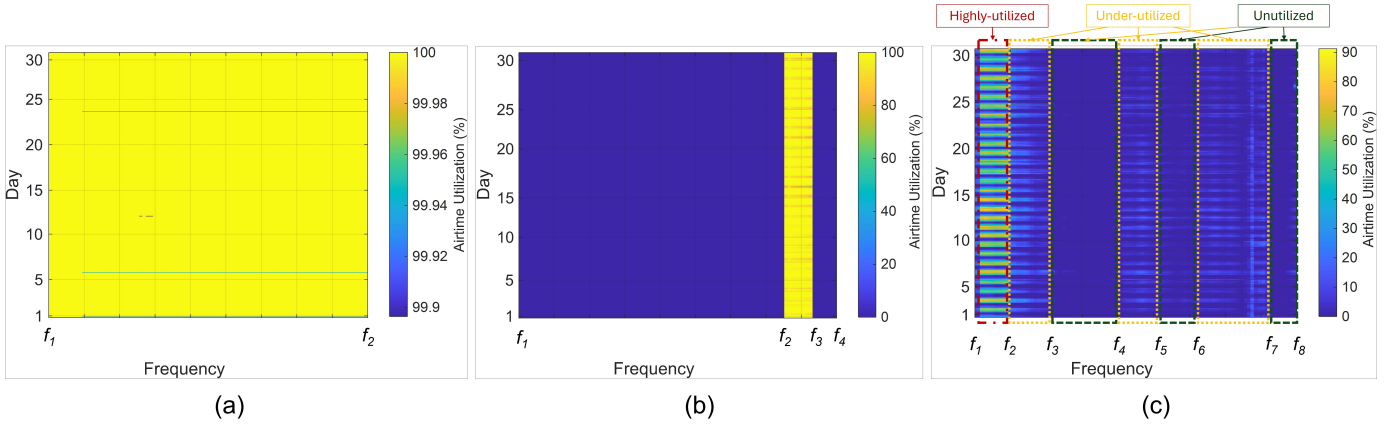 Highly-utilized
Under-utilized
Unutilized
100
99.98
99.96
99.94
99.92
99.9
Airtime Utilization (%)
30
25
20
15
10
5
1
Day
f1
f2
Frequency
(a)
100
80
60
40
20
0
Airtime Utilization (%)
30
25
20
15
10
5
1
Day
f1
f2
f3
f4
Frequency
(b)
90
80
70
60
50
40
30
20
10
0
Airtime Utilization (%)
30
25
20
15
10
5
1
Day
f1
f2
f3
f4
f5
f6
f7
f8
Frequency
(c)